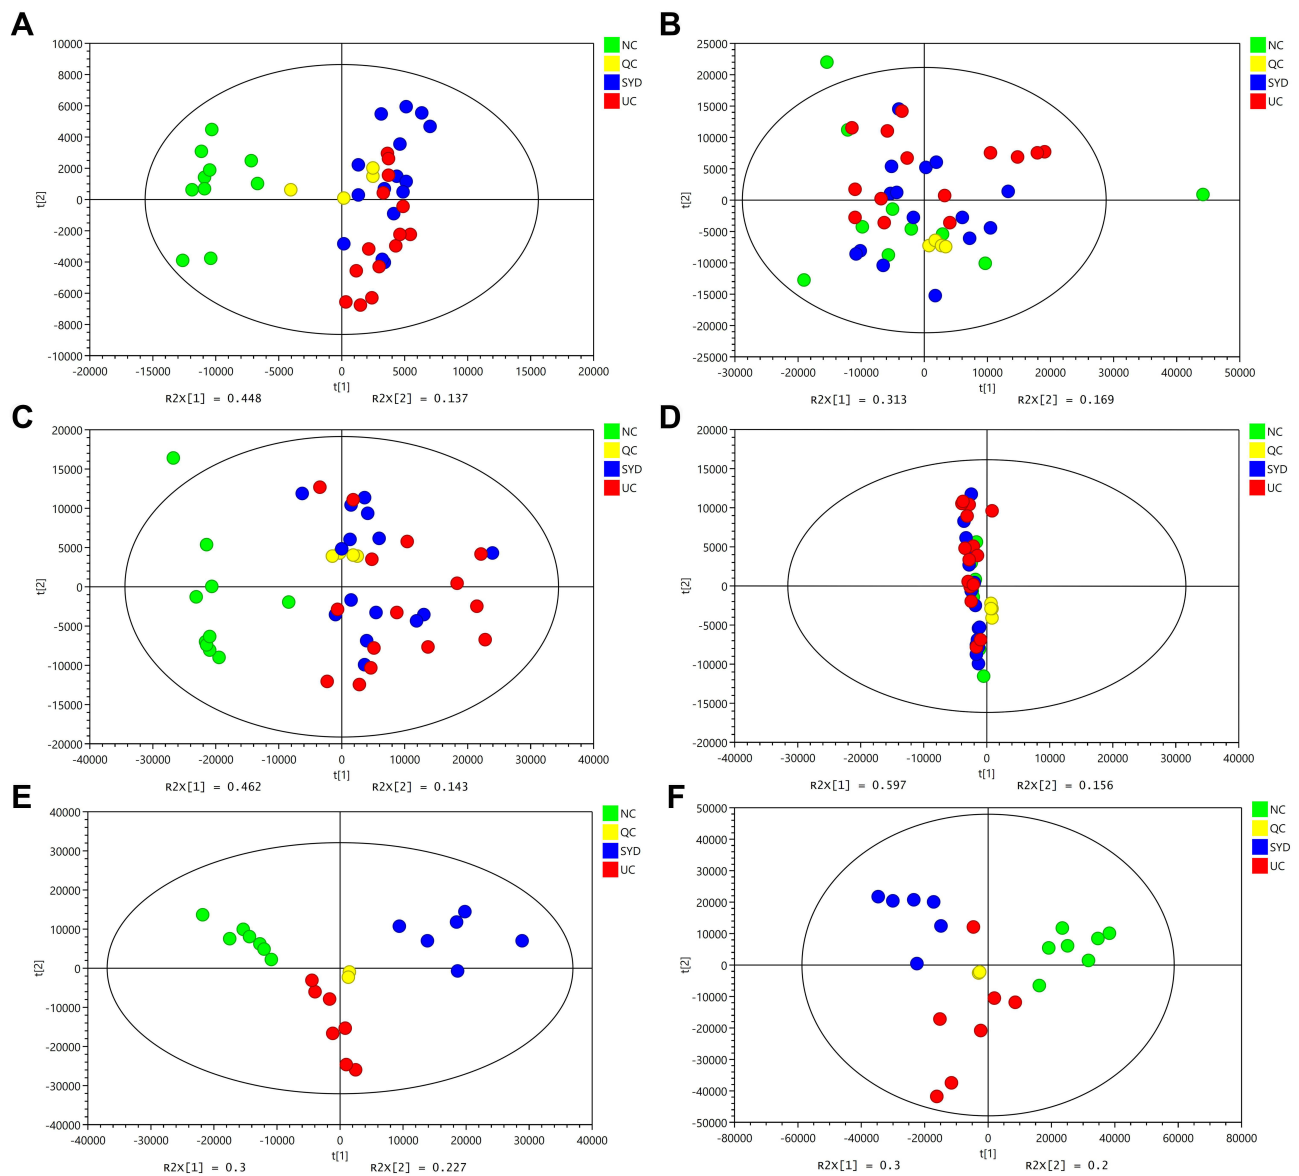 A
10000
8000
6000
4000
2000
0
-2000
-4000
-6000
-8000
-10000
t[2]
-20000 -15000 -10000 -5000 0 5000 10000 15000 20000
t[1]
R2X[1] = 0.448 R2X[2] = 0.137
NC
QC
SYD
UC
B
25000
20000
15000
10000
5000
0
-5000
-10000
-15000
-20000
-25000
t[2]
-30000 -20000 -10000 0 10000 20000 30000 40000 50000
t[1]
R2X[1] = 0.313 R2X[2] = 0.169
NC
QC
SYD
UC
C
20000
15000
10000
5000
0
-5000
-10000
-15000
-20000
t[2]
-40000 -30000 -20000 -10000 0 10000 20000 30000 40000
t[1]
R2X[1] = 0.462 R2X[2] = 0.143
NC
QC
SYD
UC
D
20000
15000
10000
5000
0
-5000
-10000
-15000
-20000
t[2]
-40000 -30000 -20000 -10000 0 10000 20000 30000 40000
t[1]
R2X[1] = 0.597 R2X[2] = 0.156
NC
QC
SYD
UC
E
40000
30000
20000
10000
0
-10000
-20000
-30000
-40000
t[2]
-40000 -30000 -20000 -10000 0 10000 20000 30000 40000
t[1]
R2X[1] = 0.3 R2X[2] = 0.227
NC
QC
SYD
UC
F
50000
40000
30000
20000
10000
0
-10000
-20000
-30000
-40000
-50000
t[2]
-80000 -60000 -40000 -20000 0 20000 40000 60000 80000
t[1]
R2X[1] = 0.3 R2X[2] = 0.2
NC
QC
SYD
UC